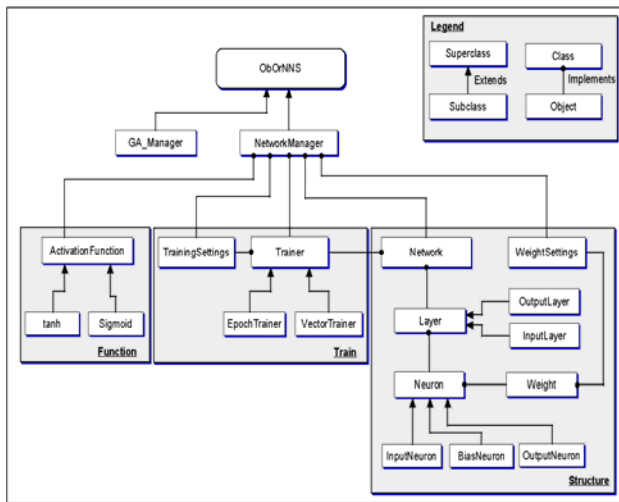 Legend
Superclass
Class
Extends
Implements
Subclass
Object
ObOrNNS
GA_Manager
NetworkManager
ActivationFunction
TrainingSettings
Trainer
Network
WeightSettings
OutputLayer
Layer
InputLayer
tanh
Sigmoid
EpochTrainer
VectorTrainer
Function
Train
Neuron
Weight
InputNeuron
BiasNeuron
OutputNeuron
Structure